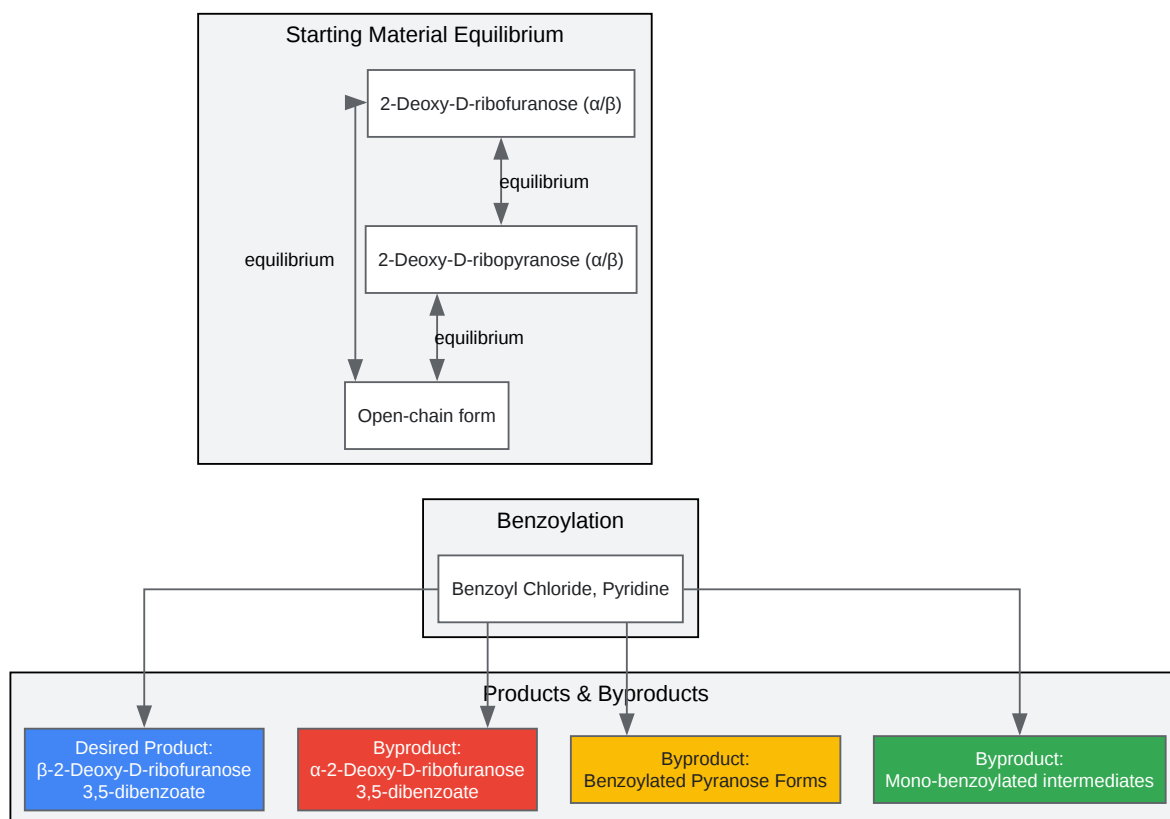 Starting Material Equilibrium
2-Deoxy-D-ribofuranose (α/β)
equilibrium
2-Deoxy-D-ribopyranose (α/β)
equilibrium
equilibrium
Open-chain form
Benzoylation
Benzoyl Chloride, Pyridine
Products & Byproducts
Desired Product:
β-2-Deoxy-D-ribofuranose
3,5-dibenzoate
Byproduct:
α-2-Deoxy-D-ribofuranose
3,5-dibenzoate
Byproduct:
Benzoylated Pyranose Forms
Byproduct:
Mono-benzoylated intermediates